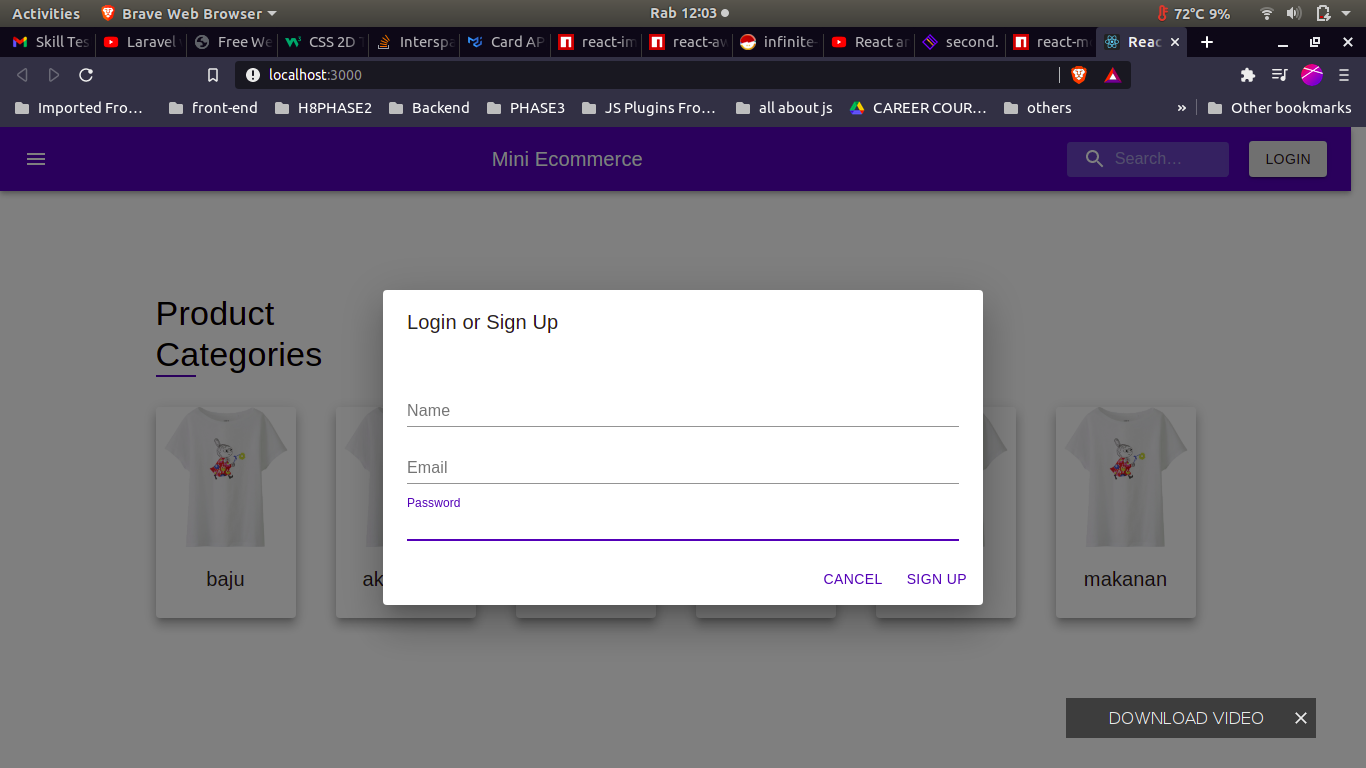 Activities Brave Web Browser Rab 12:03 72°C 9%
Skill Tes Laravel Free We CSS 2D T Interspa Card AP react-im react-aw infinite- React an second. react-m Reac
localhost:3000
Imported Fro… front-end H8PHASE2 Backend PHASE3 JS Plugins Fro… all about js CAREER COUR… others » Other bookmarks
Mini Ecommerce Search… LOGIN
Product
Categories
Login or Sign Up
Name
Email
Password
CANCEL SIGN UP
baju ak makanan
DOWNLOAD VIDEO